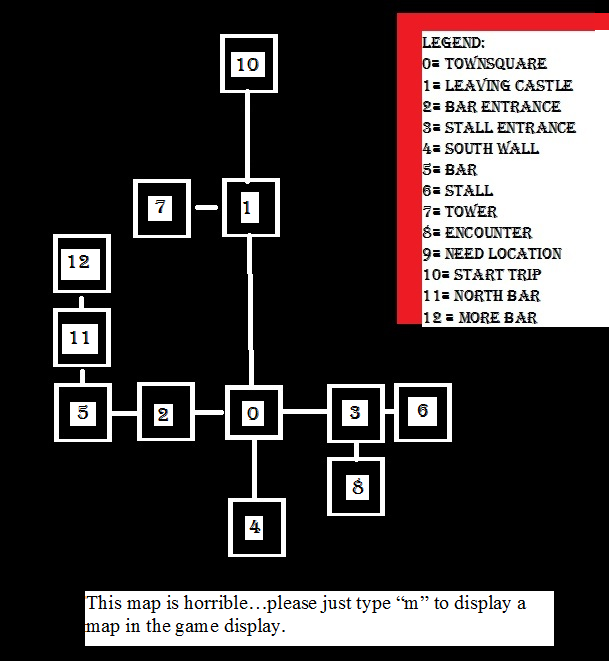 10
7
1
12
11
5
2
0
3
6
8
4
LEGEND:
0= TOWNSQUARE
1= LEAVING CASTLE
2= BAR ENTRANCE
3= STALL ENTRANCE
4= SOUTH WALL
5= BAR
6= STALL
7= TOWER
8= ENCOUNTER
9= NEED LOCATION
10= START TRIP
11= NORTH BAR
12= MORE BAR
This map is horrible…please just type “m” to display a
map in the game display.